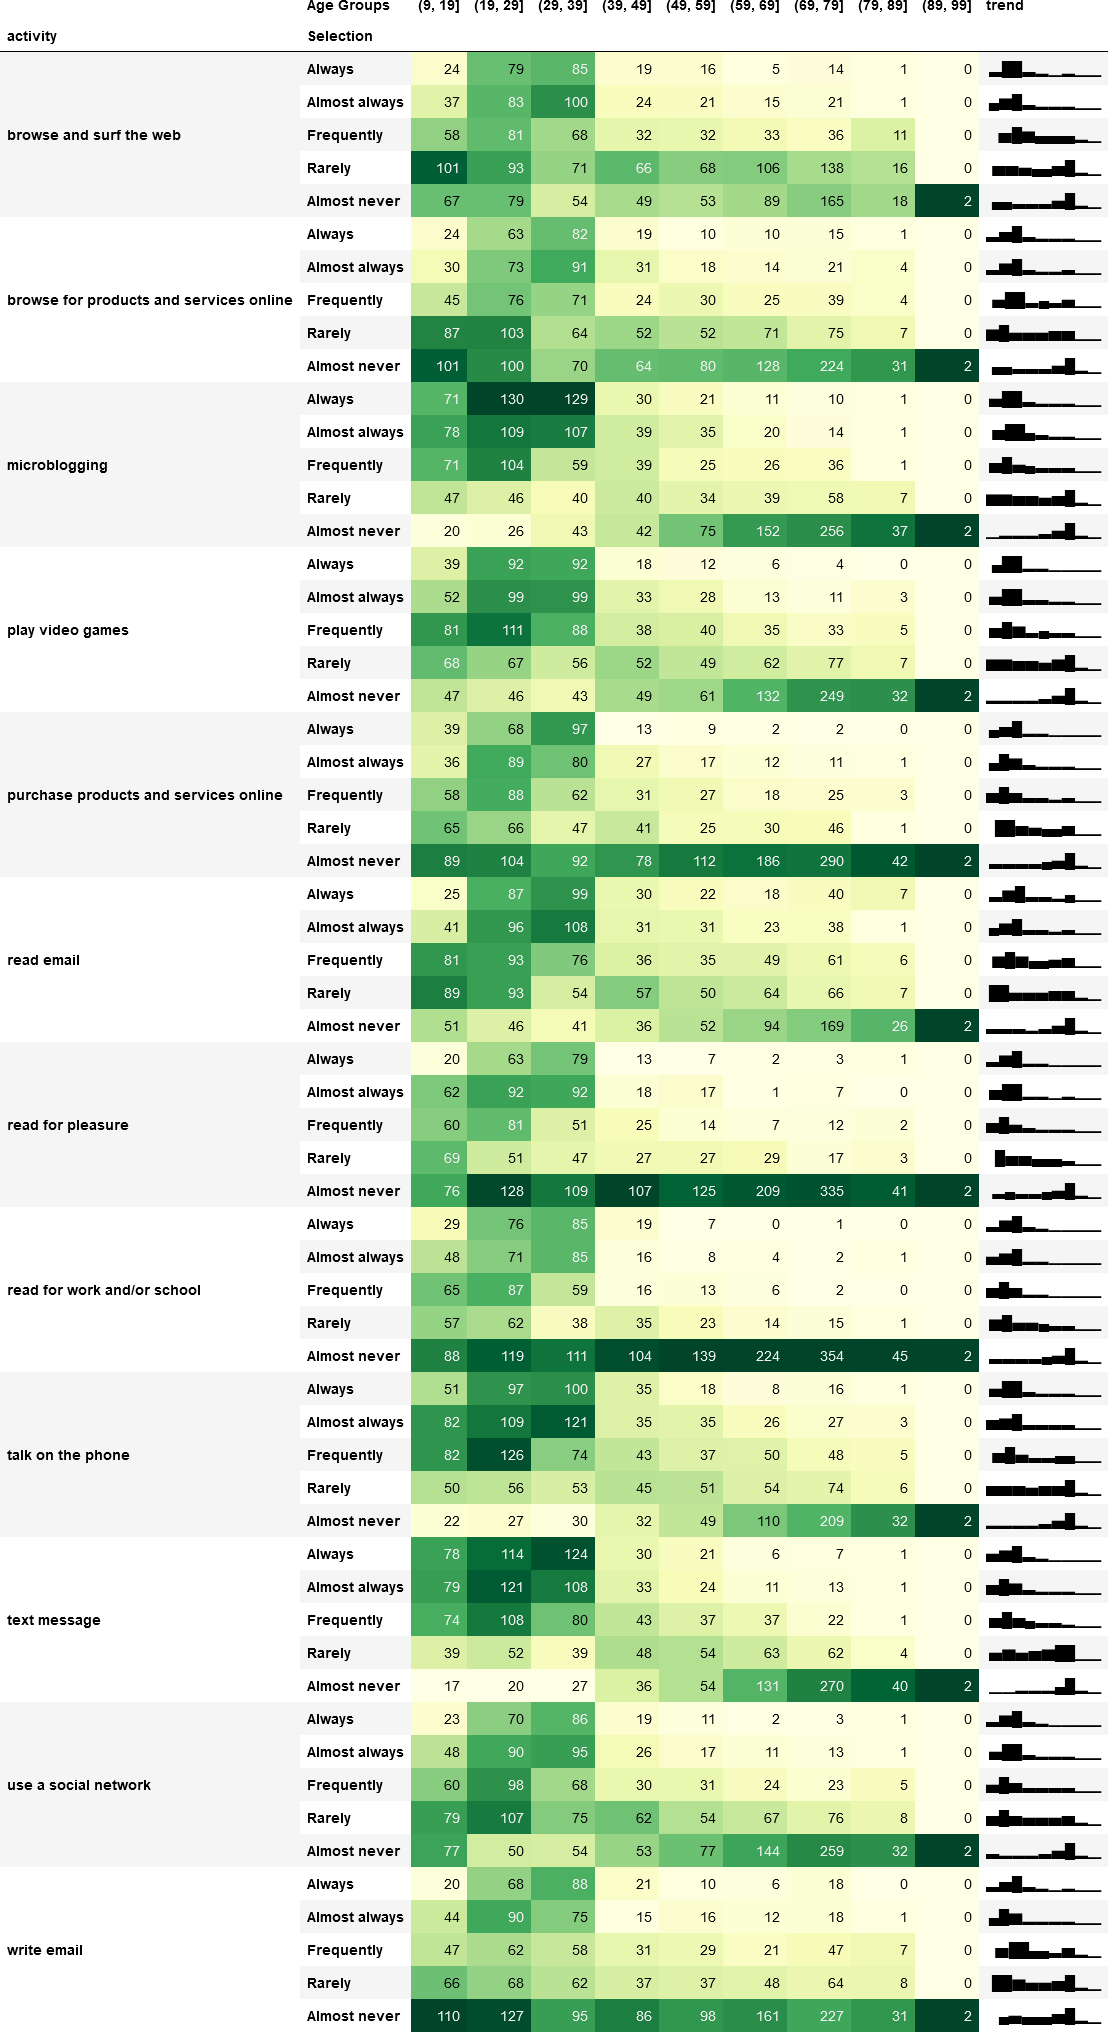 Age Groups (9, 19] (19, 29] (29, 39] (39, 49] (49, 59] (59, 69] (69, 79] (79, 89] (89, 99] trend
activity Selection
Always 24 79 85 19 16 5 14 1 0
Almost always 37 83 100 24 21 15 21 1 0
browse and surf the web Frequently 58 81 68 32 32 33 36 11 0
Rarely 101 93 71 66 68 106 138 16 0
Almost never 67 79 54 49 53 89 165 18 2
Always 24 63 82 19 10 10 15 1 0
Almost always 30 73 91 31 18 14 21 4 0
browse for products and services online Frequently 45 76 71 24 30 25 39 4 0
Rarely 87 103 64 52 52 71 75 7 0
Almost never 101 100 70 64 80 128 224 31 2
Always 71 130 129 30 21 11 10 1 0
Almost always 78 109 107 39 35 20 14 1 0
microblogging Frequently 71 104 59 39 25 26 36 1 0
Rarely 47 46 40 40 34 39 58 7 0
Almost never 20 26 43 42 75 152 256 37 2
Always 39 92 92 18 12 6 4 0 0
Almost always 52 99 99 33 28 13 11 3 0
play video games Frequently 81 111 88 38 40 35 33 5 0
Rarely 68 67 56 52 49 62 77 7 0
Almost never 47 46 43 49 61 132 249 32 2
Always 39 68 97 13 9 2 2 0 0
Almost always 36 89 80 27 17 12 11 1 0
purchase products and services online Frequently 58 88 62 31 27 18 25 3 0
Rarely 65 66 47 41 25 30 46 1 0
Almost never 89 104 92 78 112 186 290 42 2
Always 25 87 99 30 22 18 40 7 0
Almost always 41 96 108 31 31 23 38 1 0
read email Frequently 81 93 76 36 35 49 61 6 0
Rarely 89 93 54 57 50 64 66 7 0
Almost never 51 46 41 36 52 94 169 26 2
Always 20 63 79 13 7 2 3 1 0
Almost always 62 92 92 18 17 1 7 0 0
read for pleasure Frequently 60 81 51 25 14 7 12 2 0
Rarely 69 51 47 27 27 29 17 3 0
Almost never 76 128 109 107 125 209 335 41 2
Always 29 76 85 19 7 0 1 0 0
Almost always 48 71 85 16 8 4 2 1 0
read for work and/or school Frequently 65 87 59 16 13 6 2 0 0
Rarely 57 62 38 35 23 14 15 1 0
Almost never 88 119 111 104 139 224 354 45 2
Always 51 97 100 35 18 8 16 1 0
Almost always 82 109 121 35 35 26 27 3 0
talk on the phone Frequently 82 126 74 43 37 50 48 5 0
Rarely 50 56 53 45 51 54 74 6 0
Almost never 22 27 30 32 49 110 209 32 2
Always 78 114 124 30 21 6 7 1 0
Almost always 79 121 108 33 24 11 13 1 0
text message Frequently 74 108 80 43 37 37 22 1 0
Rarely 39 52 39 48 54 63 62 4 0
Almost never 17 20 27 36 54 131 270 40 2
Always 23 70 86 19 11 2 3 1 0
Almost always 48 90 95 26 17 11 13 1 0
use a social network Frequently 60 98 68 30 31 24 23 5 0
Rarely 79 107 75 62 54 67 76 8 0
Almost never 77 50 54 53 77 144 259 32 2
Always 20 68 88 21 10 6 18 0 0
Almost always 44 90 75 15 16 12 18 1 0
write email Frequently 47 62 58 31 29 21 47 7 0
Rarely 66 68 62 37 37 48 64 8 0
Almost never 110 127 95 86 98 161 227 31 2